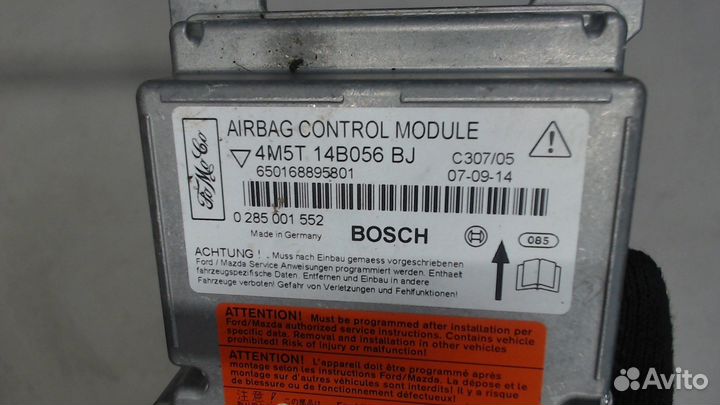 FoMoCo
AIRBAG CONTROL MODULE
4M5T 14B056 BJ
C307/05
650168895801
07-09-14
0 285 001 552
Made in Germany
BOSCH
085
ACHTUNG! Muss nach Einbau gemaess vorgeschriebenen
Ford / Mazda Service Anweisungen programmiert werden. Enthaet
fahrzeugspezifische Daten. Entfernen und Einbau in andere
Fahrzeuge verboten! Gefahr von Verletzungen und Fehlfunktionen!
ATTENTION! Must be programmed after installation per
Ford/Mazda authorized service instructions. Contains vehicle
specific data. Removal and installation in other vehicles
prohibited! Risk of injury or malfunction!
ATTENTION! L'appareil doit être programmé après
montage selon les instructions Ford/Mazda. La dépose et le
montage sur d'autres véhicules sont interdits! Il y a risque
de blessure ou de fonctionnement défectueux!
注意
Avito